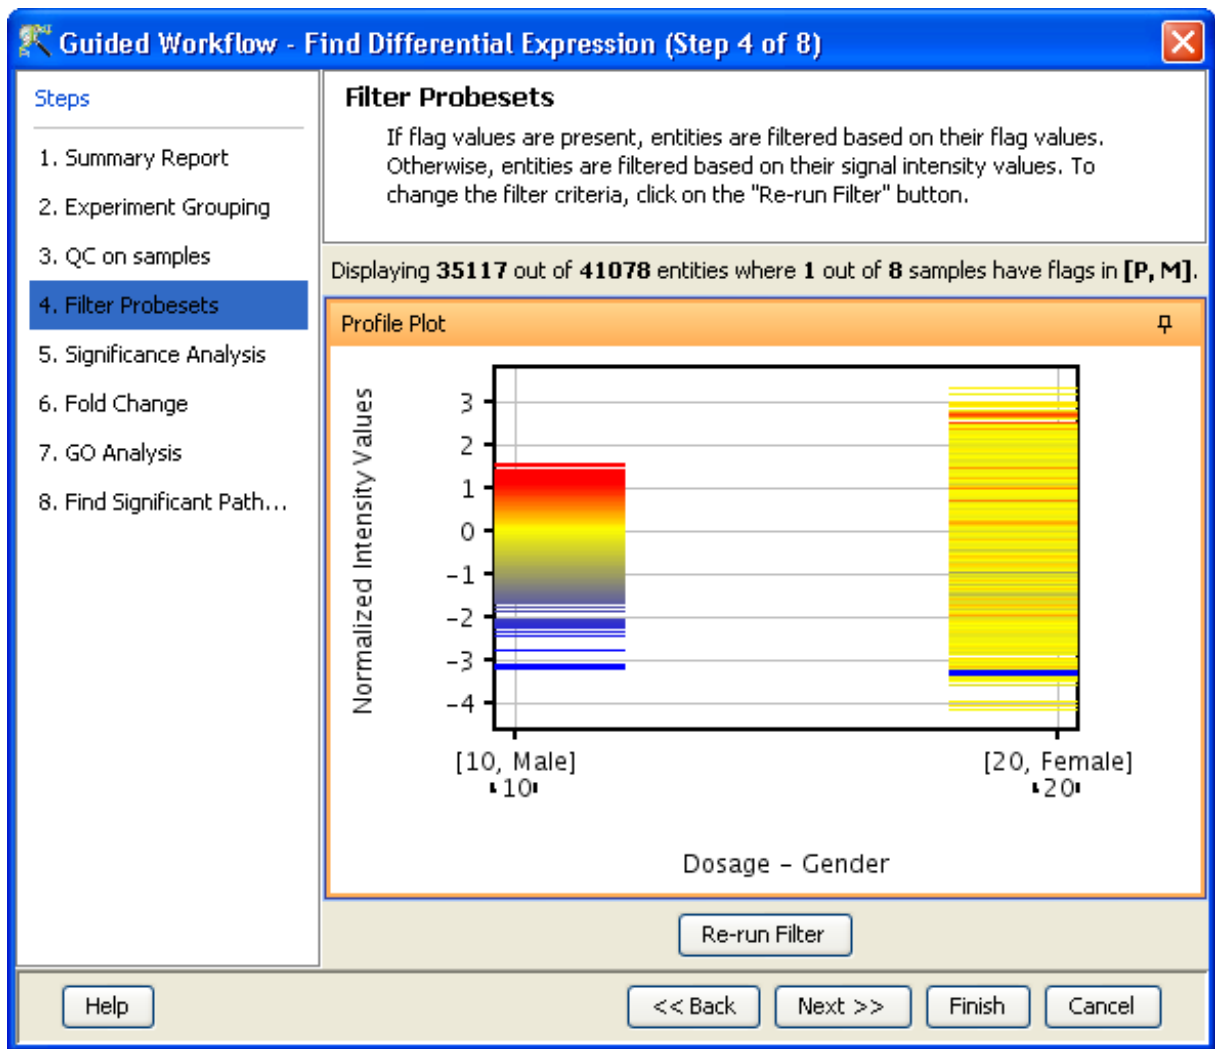 Guided Workflow - Find Differential Expression (Step 4 of 8)
Steps
1. Summary Report
2. Experiment Grouping
3. QC on samples
4. Filter Probesets
5. Significance Analysis
6. Fold Change
7. GO Analysis
8. Find Significant Path...
Filter Probesets
If flag values are present, entities are filtered based on their flag values.
Otherwise, entities are filtered based on their signal intensity values. To
change the filter criteria, click on the "Re-run Filter" button.
Displaying 35117 out of 41078 entities where 1 out of 8 samples have flags in [P, M].
Profile Plot
Normalized Intensity Values
3
2
1
0
-1
-2
-3
-4
[10, Male]
[20, Female]
10
20
Dosage - Gender
Re-run Filter
Help
<< Back
Next >>
Finish
Cancel